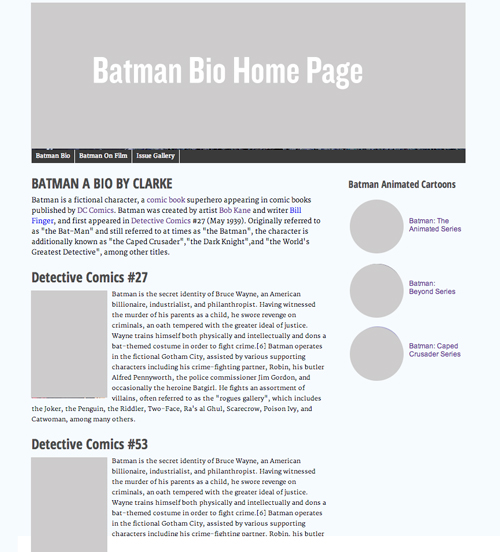 Batman Bio Home Page
Batman Bio
Batman On Film
Issue Gallery
BATMAN A BIO BY CLARKE
Batman is a fictional character, a comic book superhero appearing in comic books
published by DC Comics. Batman was created by artist Bob Kane and writer Bill
Finger, and first appeared in Detective Comics #27 (May 1939). Originally referred to
as "the Bat-Man" and still referred to at times as "the Batman", the character is
additionally known as "the Caped Crusader","the Dark Knight",and "the World's
Greatest Detective", among other titles.
Detective Comics #27
Batman is the secret identity of Bruce Wayne, an American
billionaire, industrialist, and philanthropist. Having witnessed
the murder of his parents as a child, he swore revenge on
criminals, an oath tempered with the greater ideal of justice.
Wayne trains himself both physically and intellectually and dons a
bat-themed costume in order to fight crime.[6] Batman operates
in the fictional Gotham City, assisted by various supporting
characters including his crime-fighting partner, Robin, his butler
Alfred Pennyworth, the police commissioner Jim Gordon, and
occasionally the heroine Batgirl. He fights an assortment of
villains, often referred to as the "rogues gallery", which includes
the Joker, the Penguin, the Riddler, Two-Face, Ra's al Ghul, Scarecrow, Poison Ivy, and
Catwoman, among many others.
Detective Comics #53
Batman is the secret identity of Bruce Wayne, an American
billionaire, industrialist, and philanthropist. Having witnessed
the murder of his parents as a child, he swore revenge on
criminals, an oath tempered with the greater ideal of justice.
Wayne trains himself both physically and intellectually and dons a
bat-themed costume in order to fight crime.[6] Batman operates
in the fictional Gotham City, assisted by various supporting
characters including his crime-fighting partner, Robin, his butler
Batman Animated Cartoons
Batman: The
Animated Series
Batman:
Beyond Series
Batman: Caped
Crusader Series